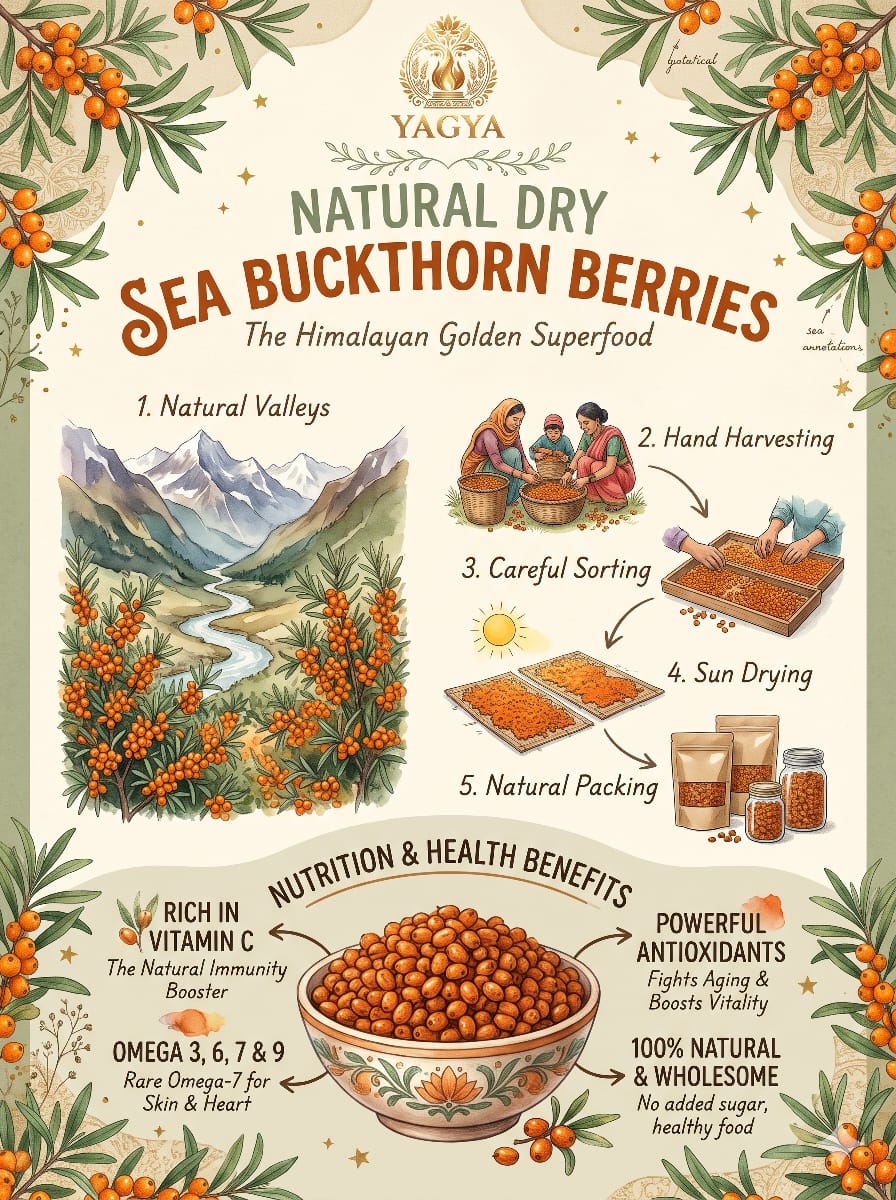 YAGYA
NATURAL DRY
SEA BUCKTHORN BERRIES
The Himalayan Golden Superfood
sea
annetations
1. Natural Valleys
2. Hand Harvesting
3. Careful Sorting
4. Sun Drying
5. Natural Packing
NUTRITION & HEALTH BENEFITS
RICH IN
VITAMIN C
The Natural Immunity
Booster
POWERFUL
ANTIOXIDANTS
Fights Aging &
Boosts Vitality
OMEGA 3, 6, 7 & 9
Rare Omega-7 for
Skin & Heart
100% NATURAL
& WHOLESOME
No added sugar,
healthy food